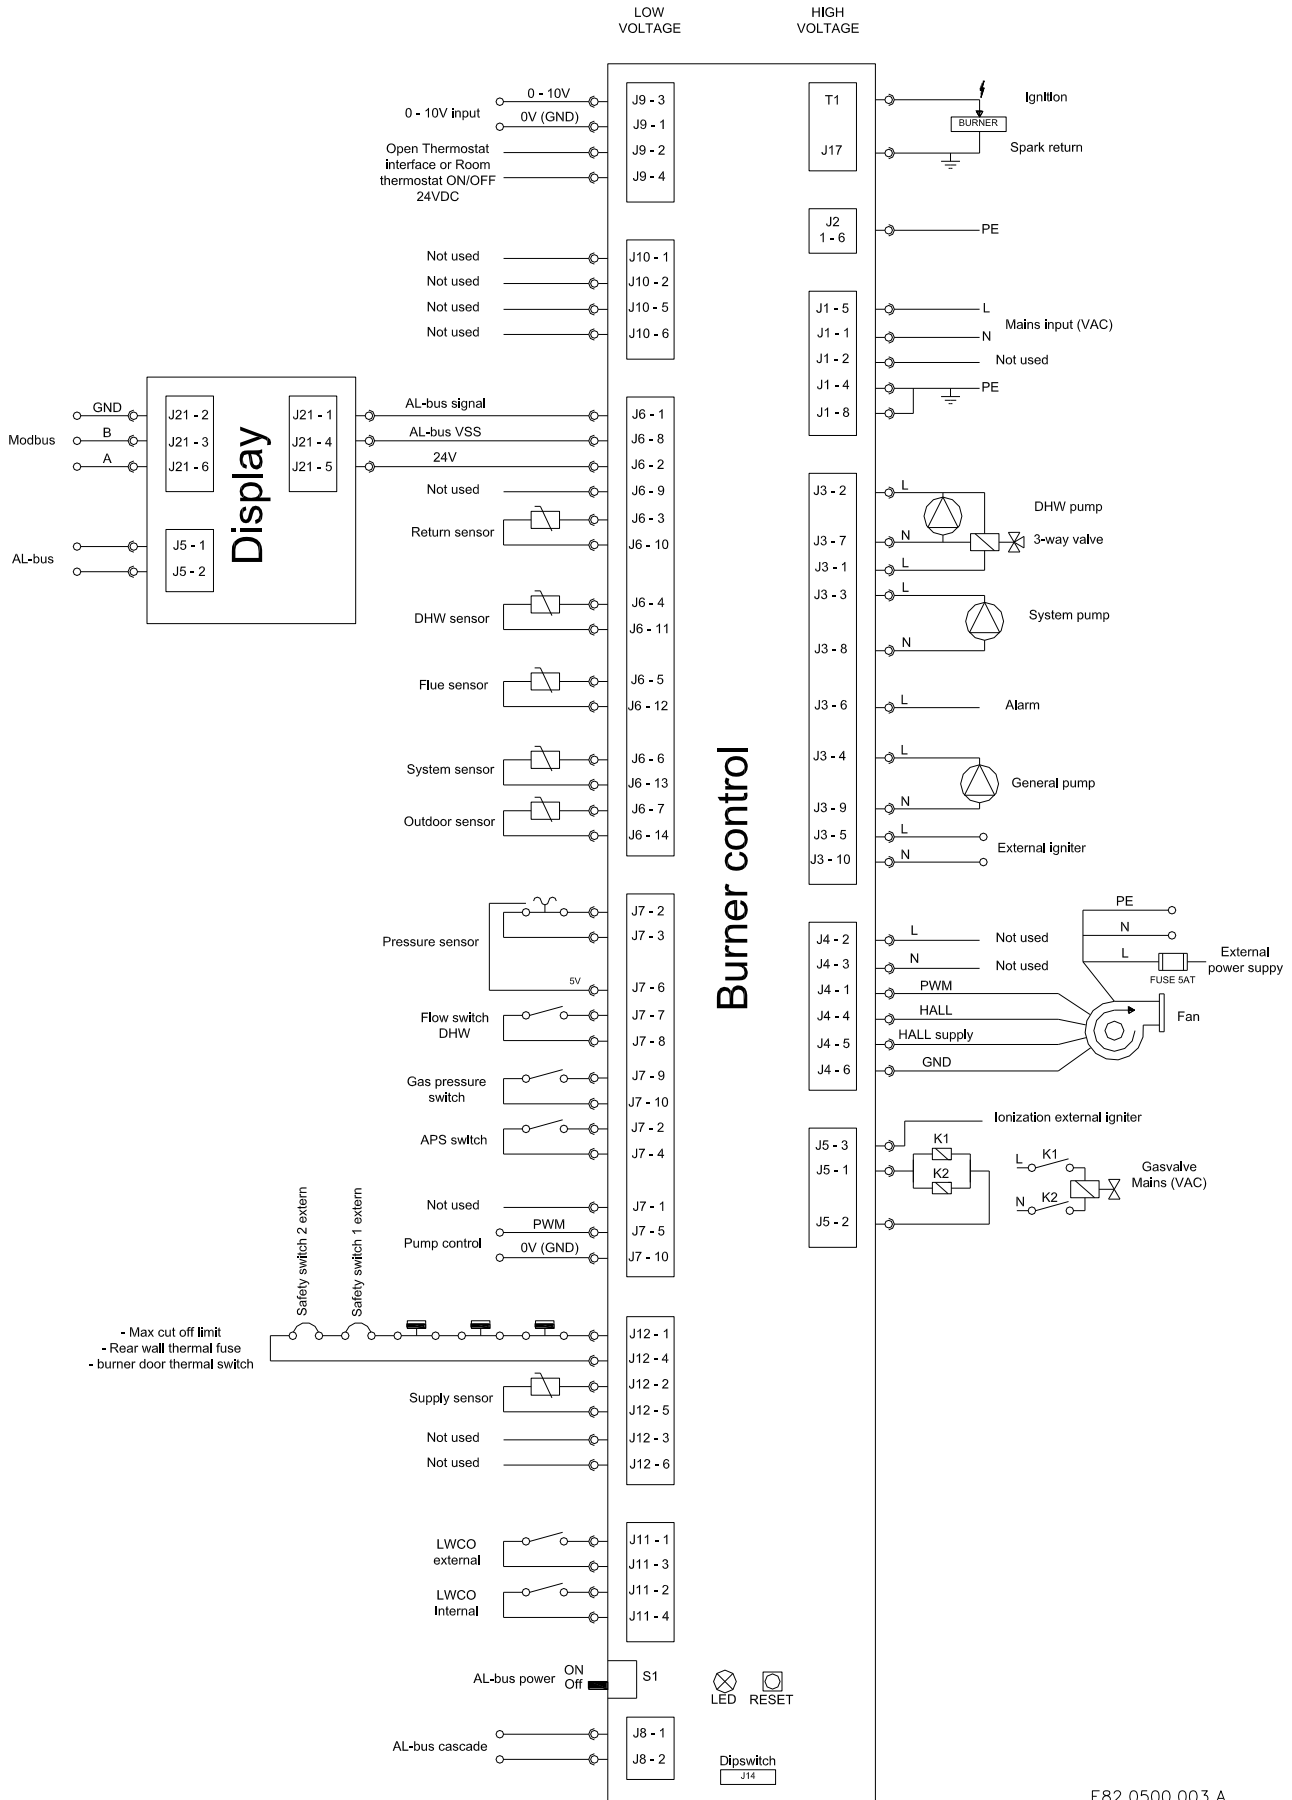 LOW
VOLTAGE
HIGH
VOLTAGE
0 - 10V input
0 - 10V
0V (GND)
J9 - 3
J9 - 1
Open Thermostat
interface or Room
thermostat ON/OFF
24VDC
J9 - 2
J9 - 4
Not used
J10 - 1
Not used
J10 - 2
Not used
J10 - 5
Not used
J10 - 6
Modbus
GND
B
A
J21 - 2
J21 - 3
J21 - 6
J21 - 1
J21 - 4
J21 - 5
Display
AL-bus
J5 - 1
J5 - 2
AL-bus signal
J6 - 1
AL-bus VSS
J6 - 8
24V
J6 - 2
Not used
J6 - 9
Return sensor
J6 - 3
J6 - 10
DHW sensor
J6 - 4
J6 - 11
Flue sensor
J6 - 5
J6 - 12
System sensor
J6 - 6
J6 - 13
Outdoor sensor
J6 - 7
J6 - 14
Pressure sensor
5V
J7 - 2
J7 - 3
J7 - 6
Flow switch
DHW
J7 - 7
J7 - 8
Gas pressure
switch
J7 - 9
J7 - 10
APS switch
J7 - 2
J7 - 4
Not used
J7 - 1
Pump control
PWM
J7 - 5
0V (GND)
J7 - 10
Safety switch 2 extern
Safety switch 1 extern
- Max cut off limit
- Rear wall thermal fuse
- burner door thermal switch
J12 - 1
J12 - 4
Supply sensor
J12 - 2
J12 - 5
Not used
J12 - 3
Not used
J12 - 6
LWCO
external
J11 - 1
J11 - 3
LWCO
Internal
J11 - 2
J11 - 4
AL-bus power
ON
Off
S1
LED
RESET
AL-bus cascade
J8 - 1
J8 - 2
Dipswitch
J14
Burner control
T1
Ignition
BURNER
J17
Spark return
J2
1 - 6
PE
J1 - 5
L
J1 - 1
N
Mains input (VAC)
J1 - 2
Not used
J1 - 4
PE
J1 - 8
J3 - 2
L
DHW pump
J3 - 7
N
3-way valve
J3 - 1
L
J3 - 3
L
System pump
J3 - 8
N
J3 - 6
L
Alarm
J3 - 4
L
General pump
J3 - 9
N
J3 - 5
L
External igniter
J3 - 10
N
J4 - 2
L
Not used
J4 - 3
N
Not used
J4 - 1
PWM
J4 - 4
HALL
J4 - 5
HALL supply
J4 - 6
GND
PE
N
L
FUSE 5AT
External
power suppy
Fan
Ionization external igniter
J5 - 3
J5 - 1
J5 - 2
K1
K2
L
K1
N
K2
Gasvalve
Mains (VAC)
E82.0500.003.A